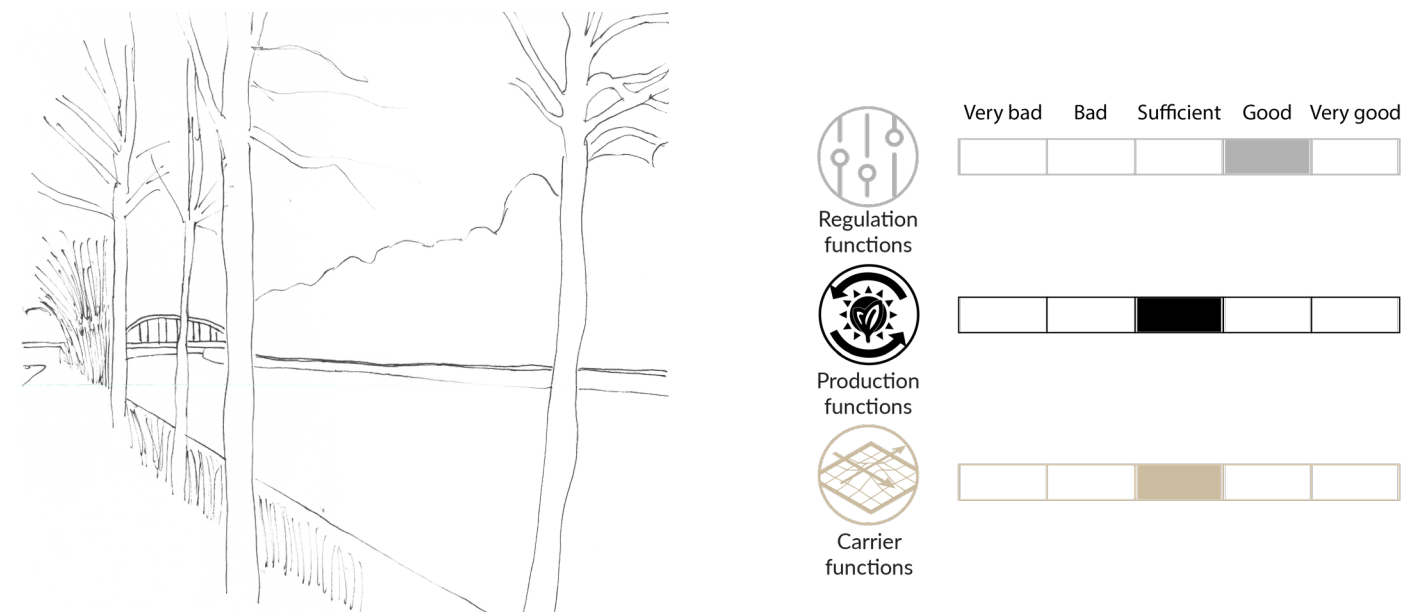 Very bad Bad Sufficient Good Very good
Regulation
functions
Production
functions
Carrier
functions